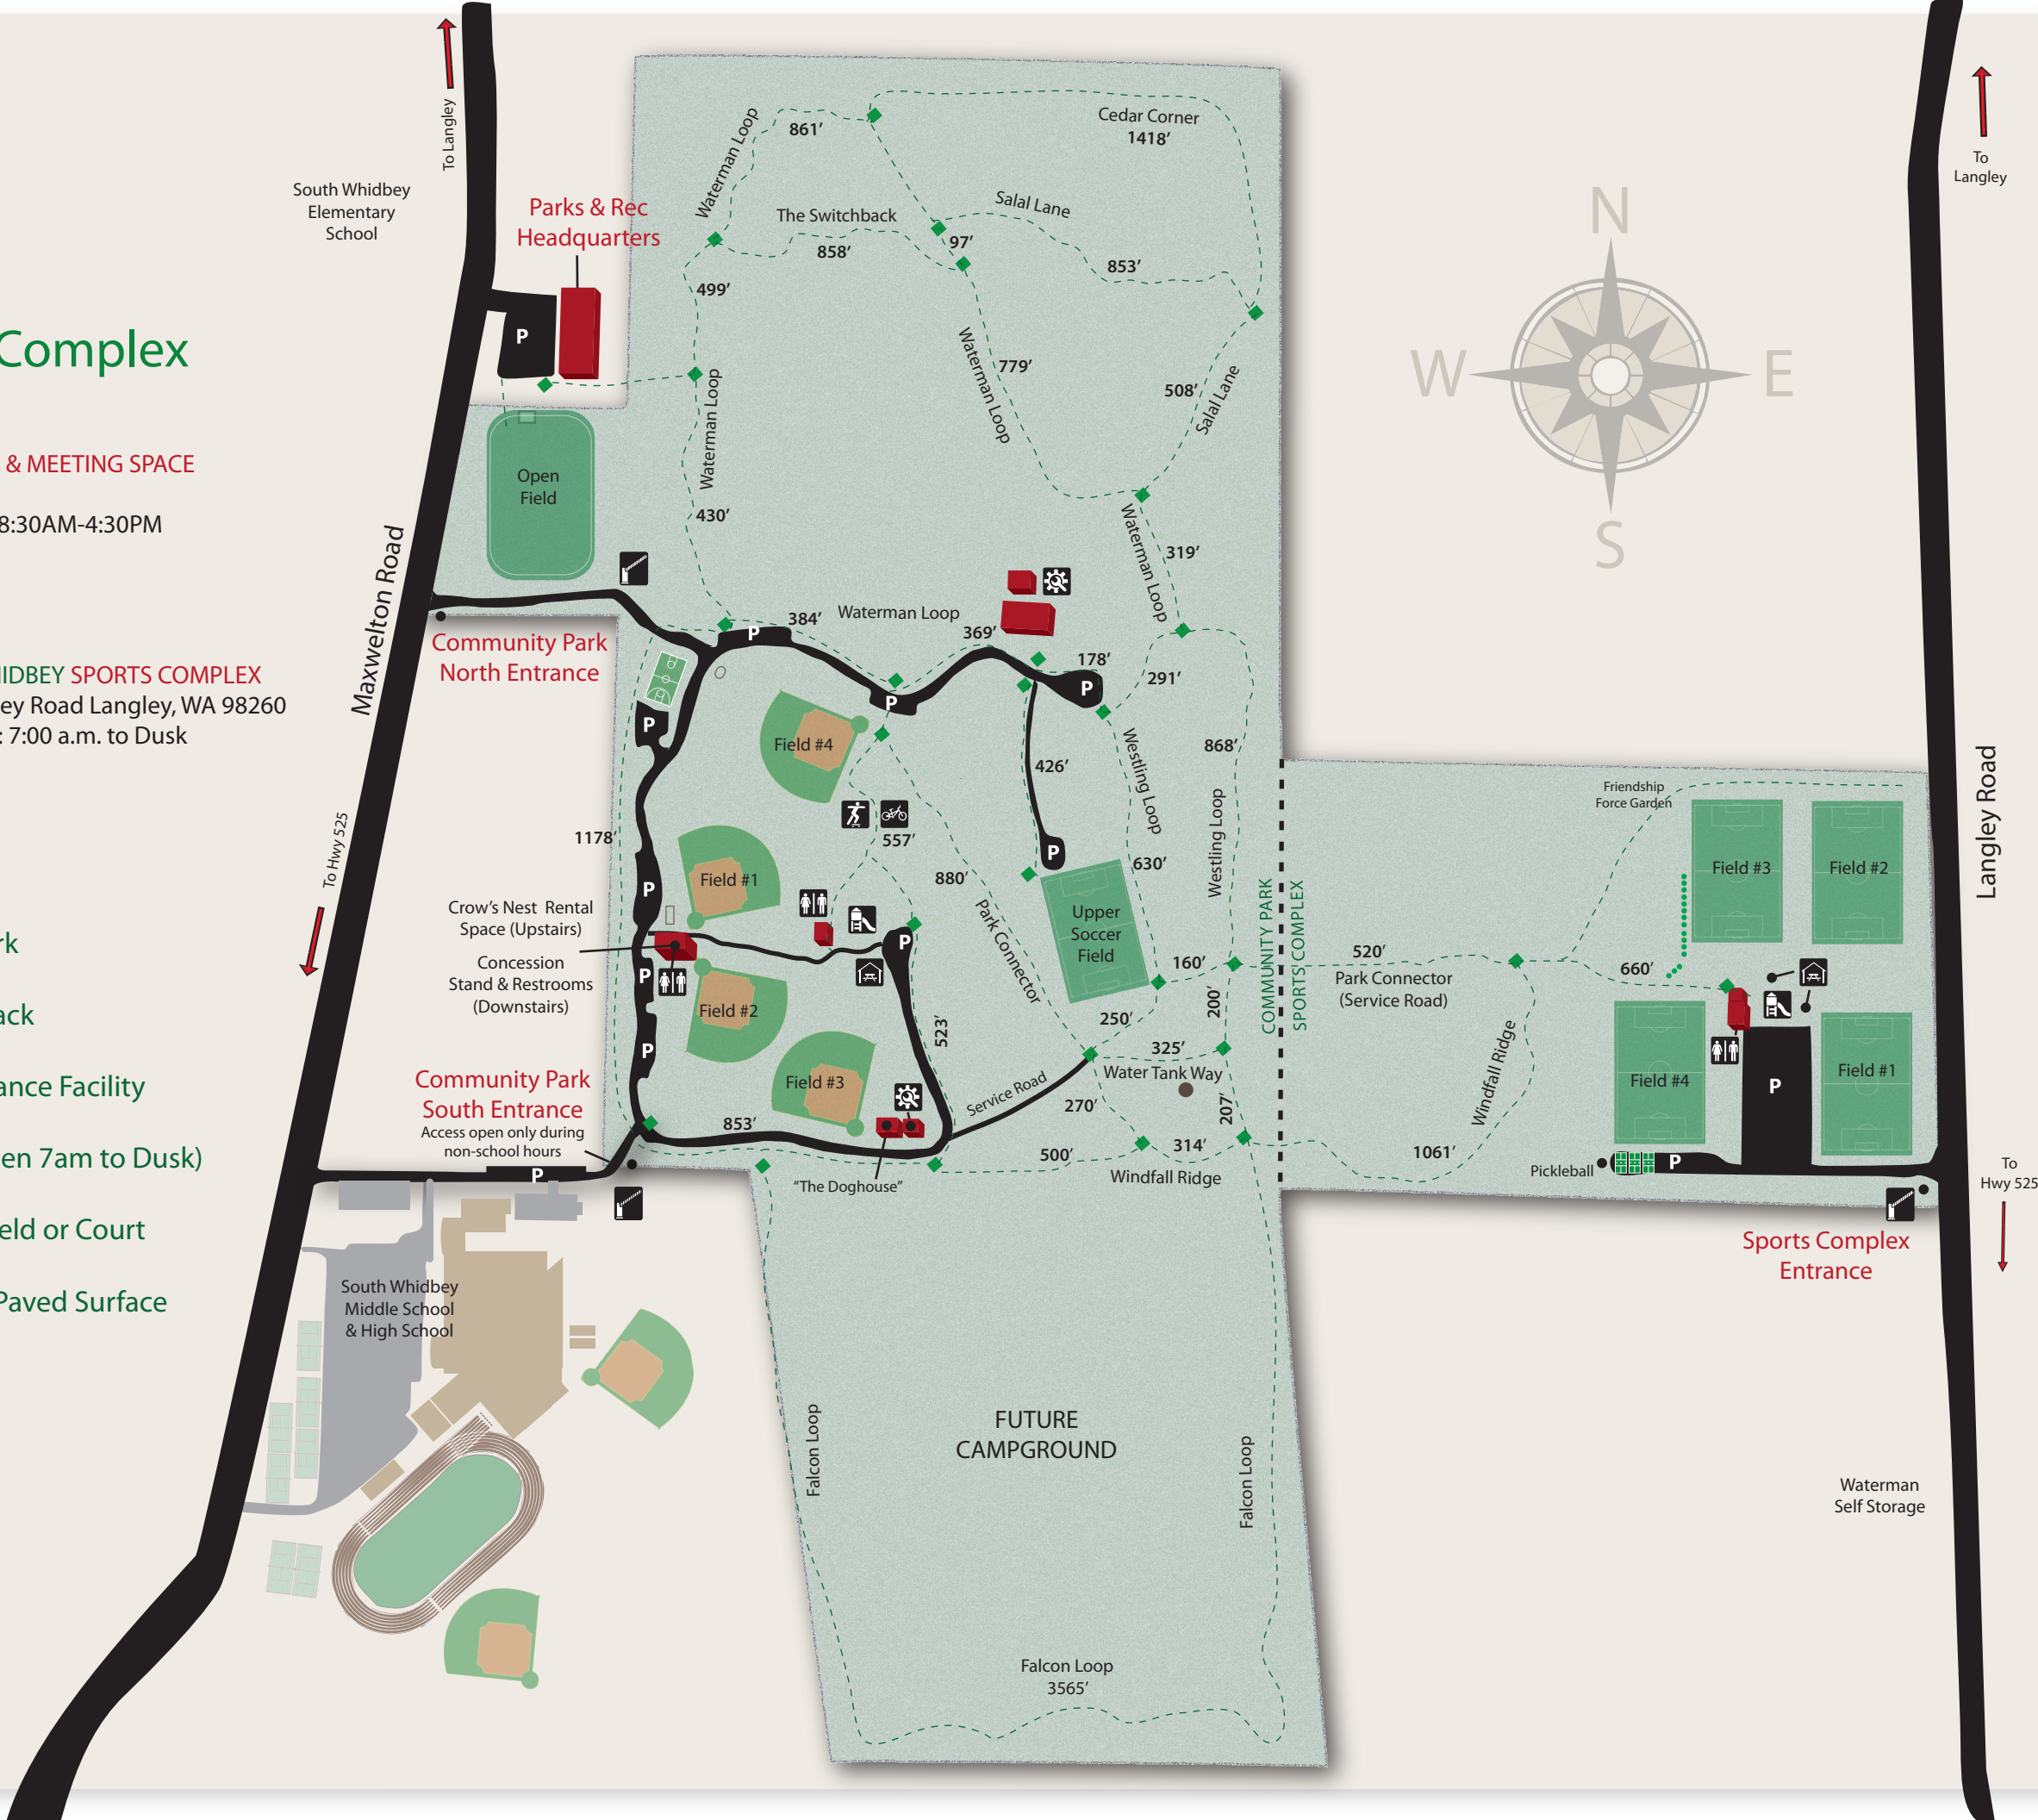 To Langley
South Whidbey
Elementary
School
Parks & Rec
Headquarters
P
Complex
& MEETING SPACE
8:30AM-4:30PM
Open
Field
Maxwelton Road
Community Park
North Entrance
HIDBEY SPORTS COMPLEX
ey Road Langley, WA 98260
: 7:00 a.m. to Dusk
To Hwy 525
rk
ack
ance Facility
en 7am to Dusk)
eld or Court
Paved Surface
Waterman Loop
861’
Cedar Corner
1418’
The Switchback
858’
Salal Lane
97’
853’
499’
Waterman Loop
779’
508’
Salal Lane
Waterman Loop
430’
Waterman Loop
319’
384’
Waterman Loop
369’
178’
291’
P
P
P
P
Field #4
557’
426’
880’
Park Connector
P
Westling Loop
630’
868’
Westling Loop
1178’
Field #1
P
Crow’s Nest Rental
Space (Upstairs)
Concession
Stand & Restrooms
(Downstairs)
P
P
Field #2
P
Upper
Soccer
Field
160’
200’
250’
COMMUNITY PARK
SPORTS COMPLEX
520’
Park Connector
(Service Road)
523’
Field #3
Service Road
325’
Water Tank Way
270’
207’
Community Park
South Entrance
Access open only during
non-school hours
P
853’
“The Doghouse”
500’
314’
Windfall Ridge
1061’
Windfall Ridge
South Whidbey
Middle School
& High School
FUTURE
CAMPGROUND
Falcon Loop
Falcon Loop
Falcon Loop
3565’
N
W
E
S
To
Langley
Langley Road
Friendship
Force Garden
Field #3
Field #2
660’
Field #4
P
Field #1
Pickleball
P
Sports Complex
Entrance
To
Hwy 525
Waterman
Self Storage